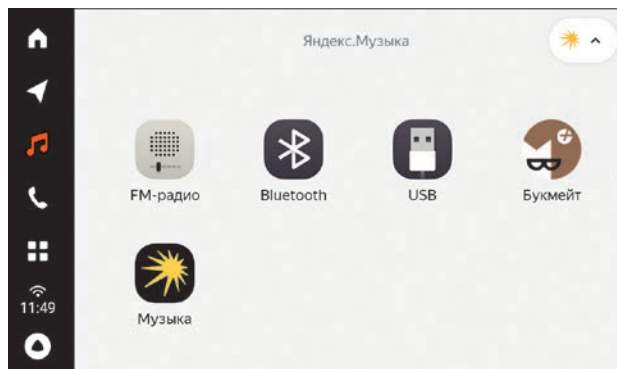 Яндекс.Музыка
FM-радио
Bluetooth
USB
Букмейт
Музыка
11:49